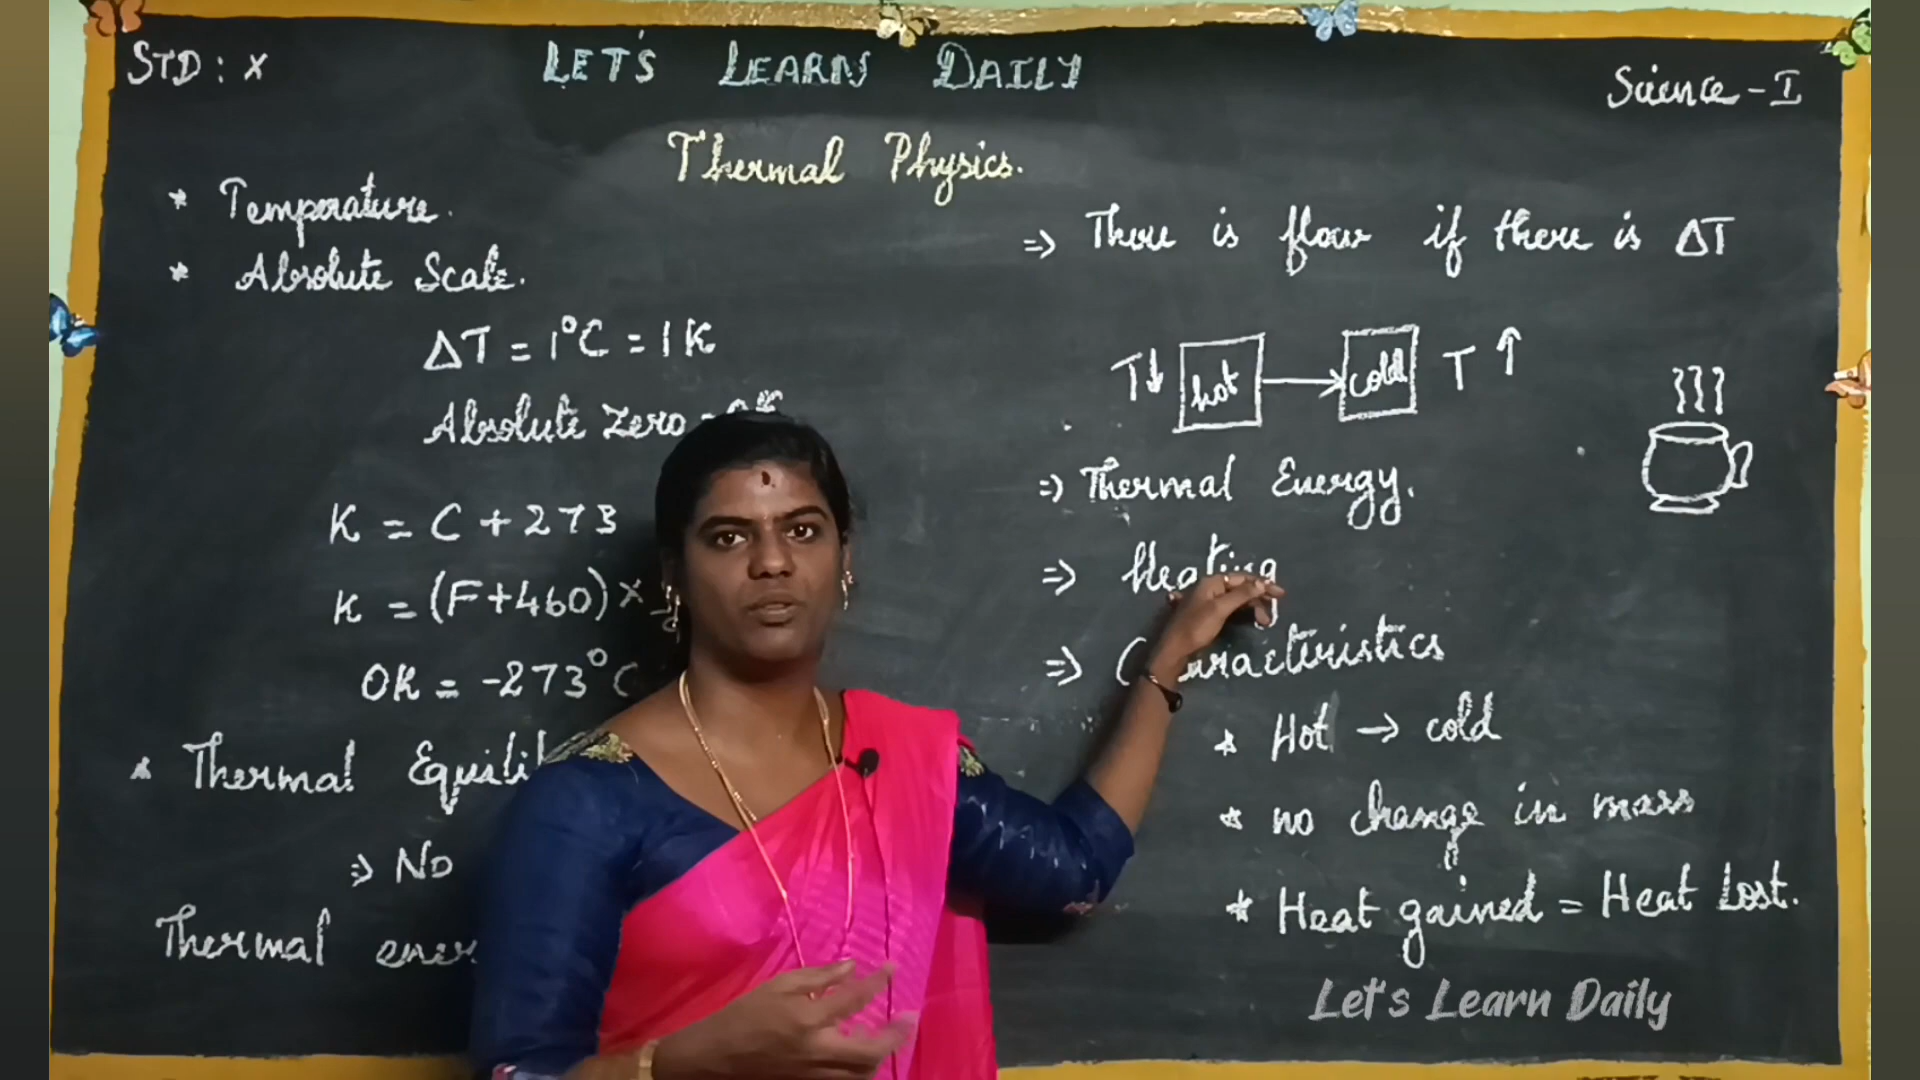 STD : X
LET'S LEARN DAILY
Science - I
Thermal Physics.
* Temperature.
* Absolute Scale.
ΔT = 1°C = 1K
Absolute Zero
K = C + 273
K = (F+460) ×
0K = -273°C
* Thermal
⇒ No
Thermal
⇒ There is flow if there is ΔT
T↓ hot → cold T ↑
⇒ Thermal Energy.
⇒ Heating
⇒ Characteristics
* Hot → cold
* no change in mass
* Heat gained = Heat Lost.
Let's Learn Daily